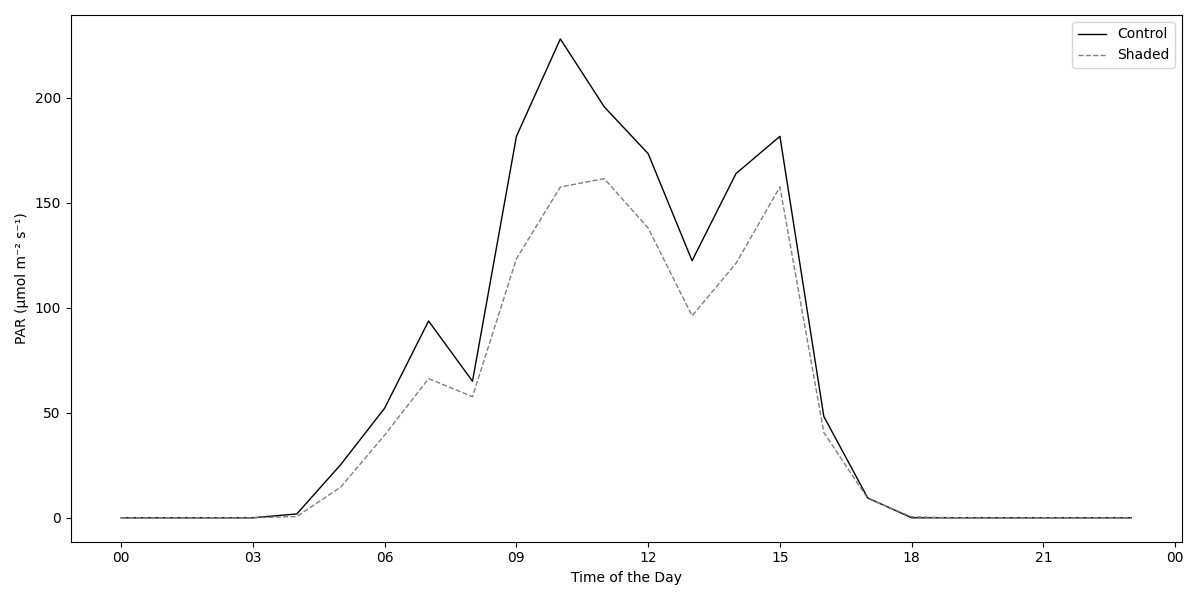 Control
Shaded
PAR (μmol m⁻² s⁻¹)
200
150
100
50
0
00 03 06 09 12 15 18 21 00
Time of the Day